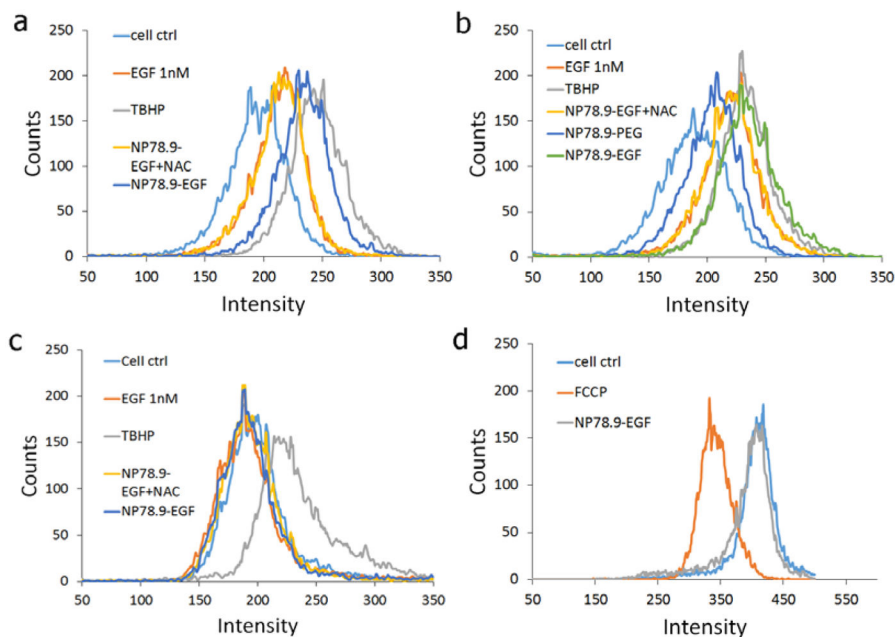 a
250
200
150
100
50
0
Counts
cell ctrl
EGF 1nM
TBHP
NP78.9-
EGF+NAC
NP78.9-EGF
50 100 150 200 250 300 350
Intensity
b
250
200
150
100
50
0
Counts
cell ctrl
EGF 1nM
TBHP
NP78.9-EGF+NAC
NP78.9-PEG
NP78.9-EGF
50 100 150 200 250 300 350
Intensity
c
250
200
150
100
50
0
Counts
Cell ctrl
EGF 1nM
TBHP
NP78.9-
EGF+NAC
NP78.9-EGF
50 100 150 200 250 300 350
Intensity
d
250
200
150
100
50
0
Counts
cell ctrl
FCCP
NP78.9-EGF
50 150 250 350 450 550
Intensity